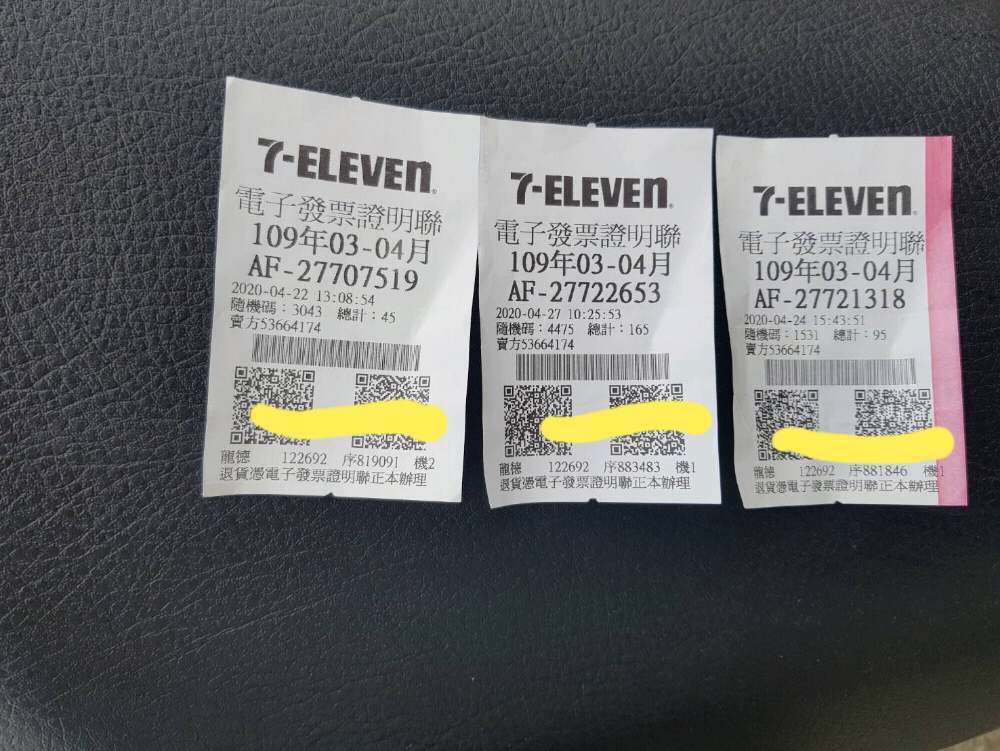 7-ELEVEN
電子發票證明聯
109年03-04月
AF-27707519
2020-04-22 13:08:54
隨機碼：3043 總計：45
賣方53664174
龍德 122692 序819091 機2
退貨憑電子發票證明聯正本辦理
7-ELEVEN
電子發票證明聯
109年03-04月
AF-27722653
2020-04-27 10:25:53
隨機碼：4475 總計：165
賣方53664174
龍德 122692 序883483 機1
退貨憑電子發票證明聯正本辦理
7-ELEVEN
電子發票證明聯
109年03-04月
AF-27721318
2020-04-24 15:43:51
隨機碼：1531 總計：95
賣方53664174
龍德 122692 序881846 機1
退貨憑電子發票證明聯正本辦理